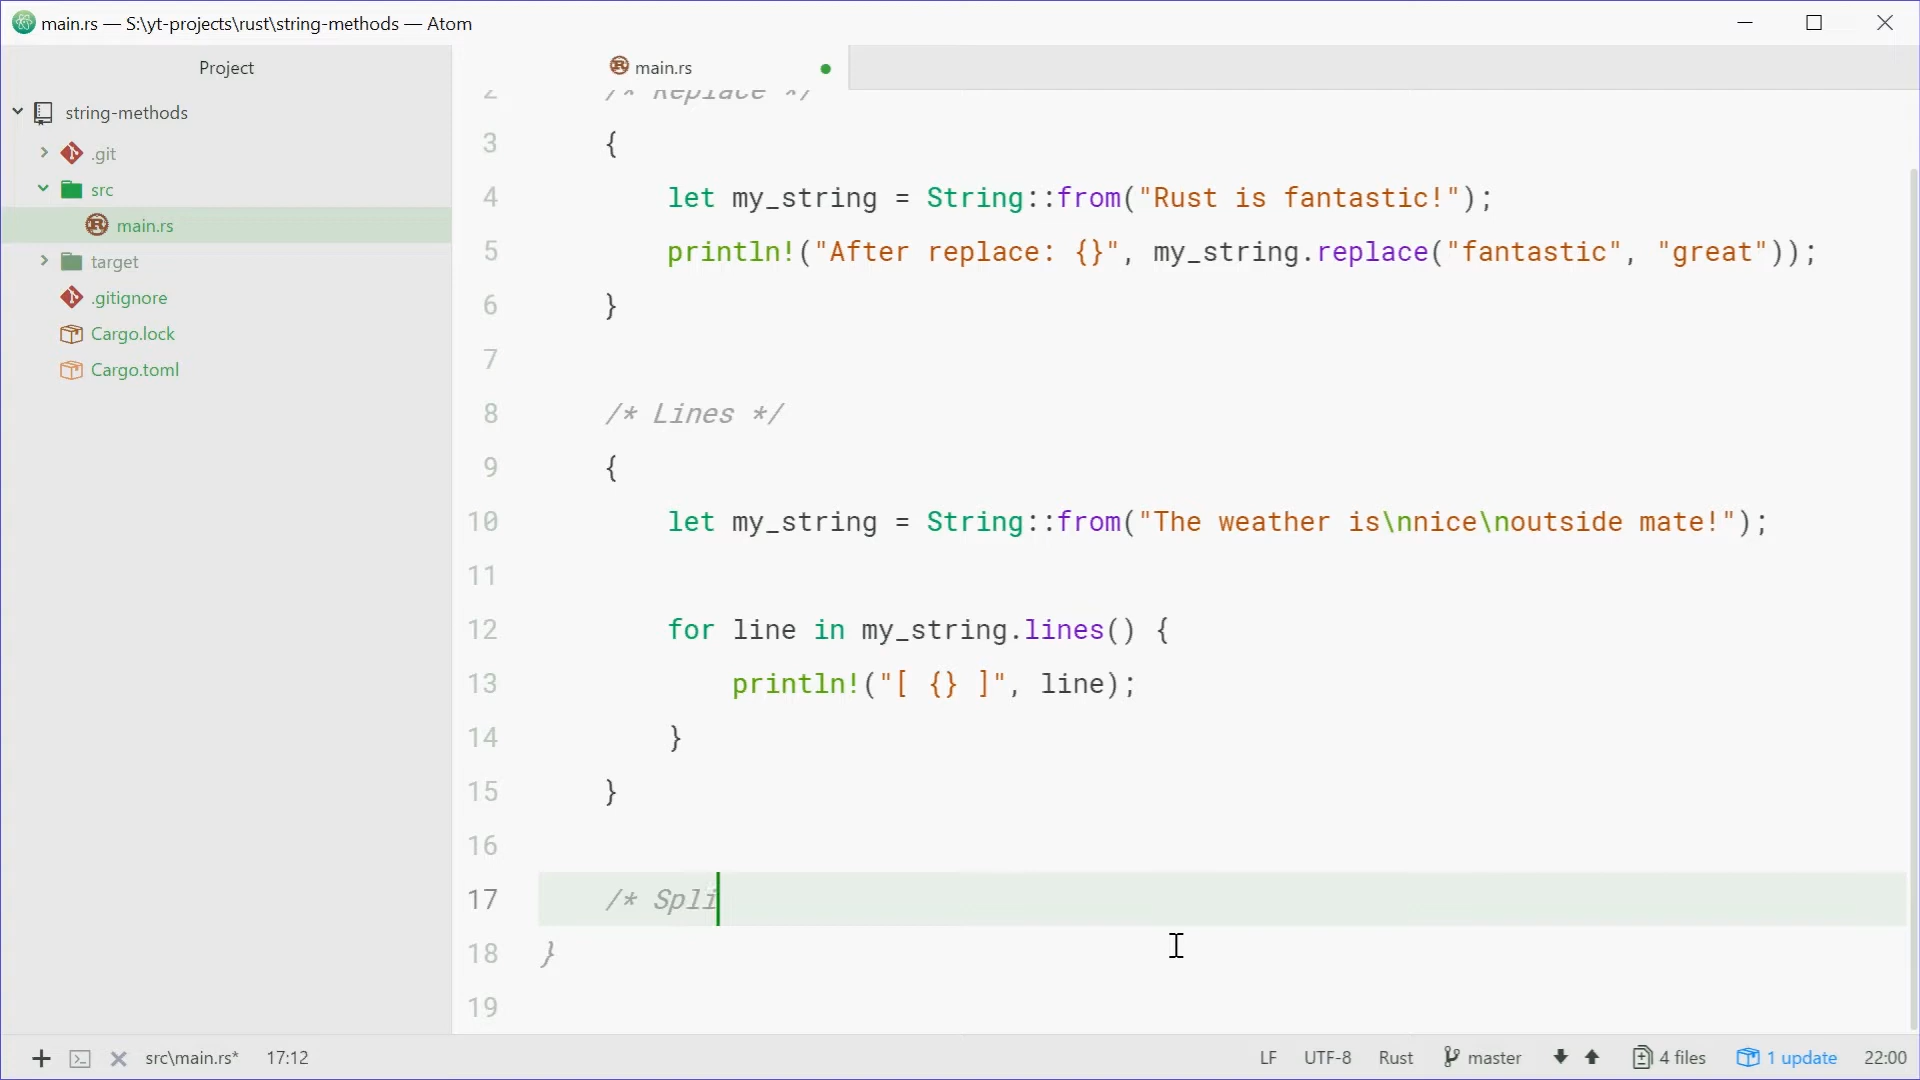 main.rs — S:\yt-projects\rust\string-methods — Atom
Project
string-methods
.git
src
main.rs
target
.gitignore
Cargo.lock
Cargo.toml
main.rs
2 /* Replace */
3 {
4 let my_string = String::from("Rust is fantastic!");
5 println!("After replace: {}", my_string.replace("fantastic", "great"));
6 }
7
8 /* Lines */
9 {
10 let my_string = String::from("The weather is\nnice\noutside mate!");
11
12 for line in my_string.lines() {
13 println!("[ {} ]", line);
14 }
15 }
16
17 /* Spli
18 }
19
src\main.rs* 17:12 LF UTF-8 Rust master 4 files 1 update 22:00